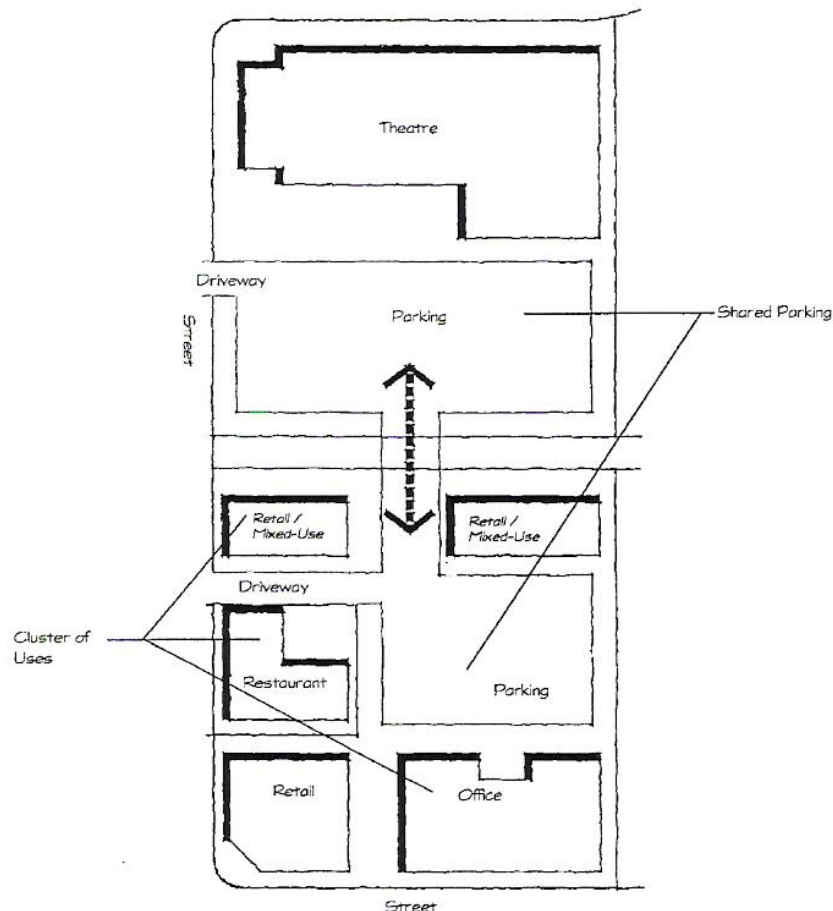 Theatre
Driveway
Parking
Shared Parking
Street
Retail /
Mixed-Use
Retail /
Mixed-Use
Driveway
Cluster of
Uses
Restaurant
Parking
Retail
Office
Street